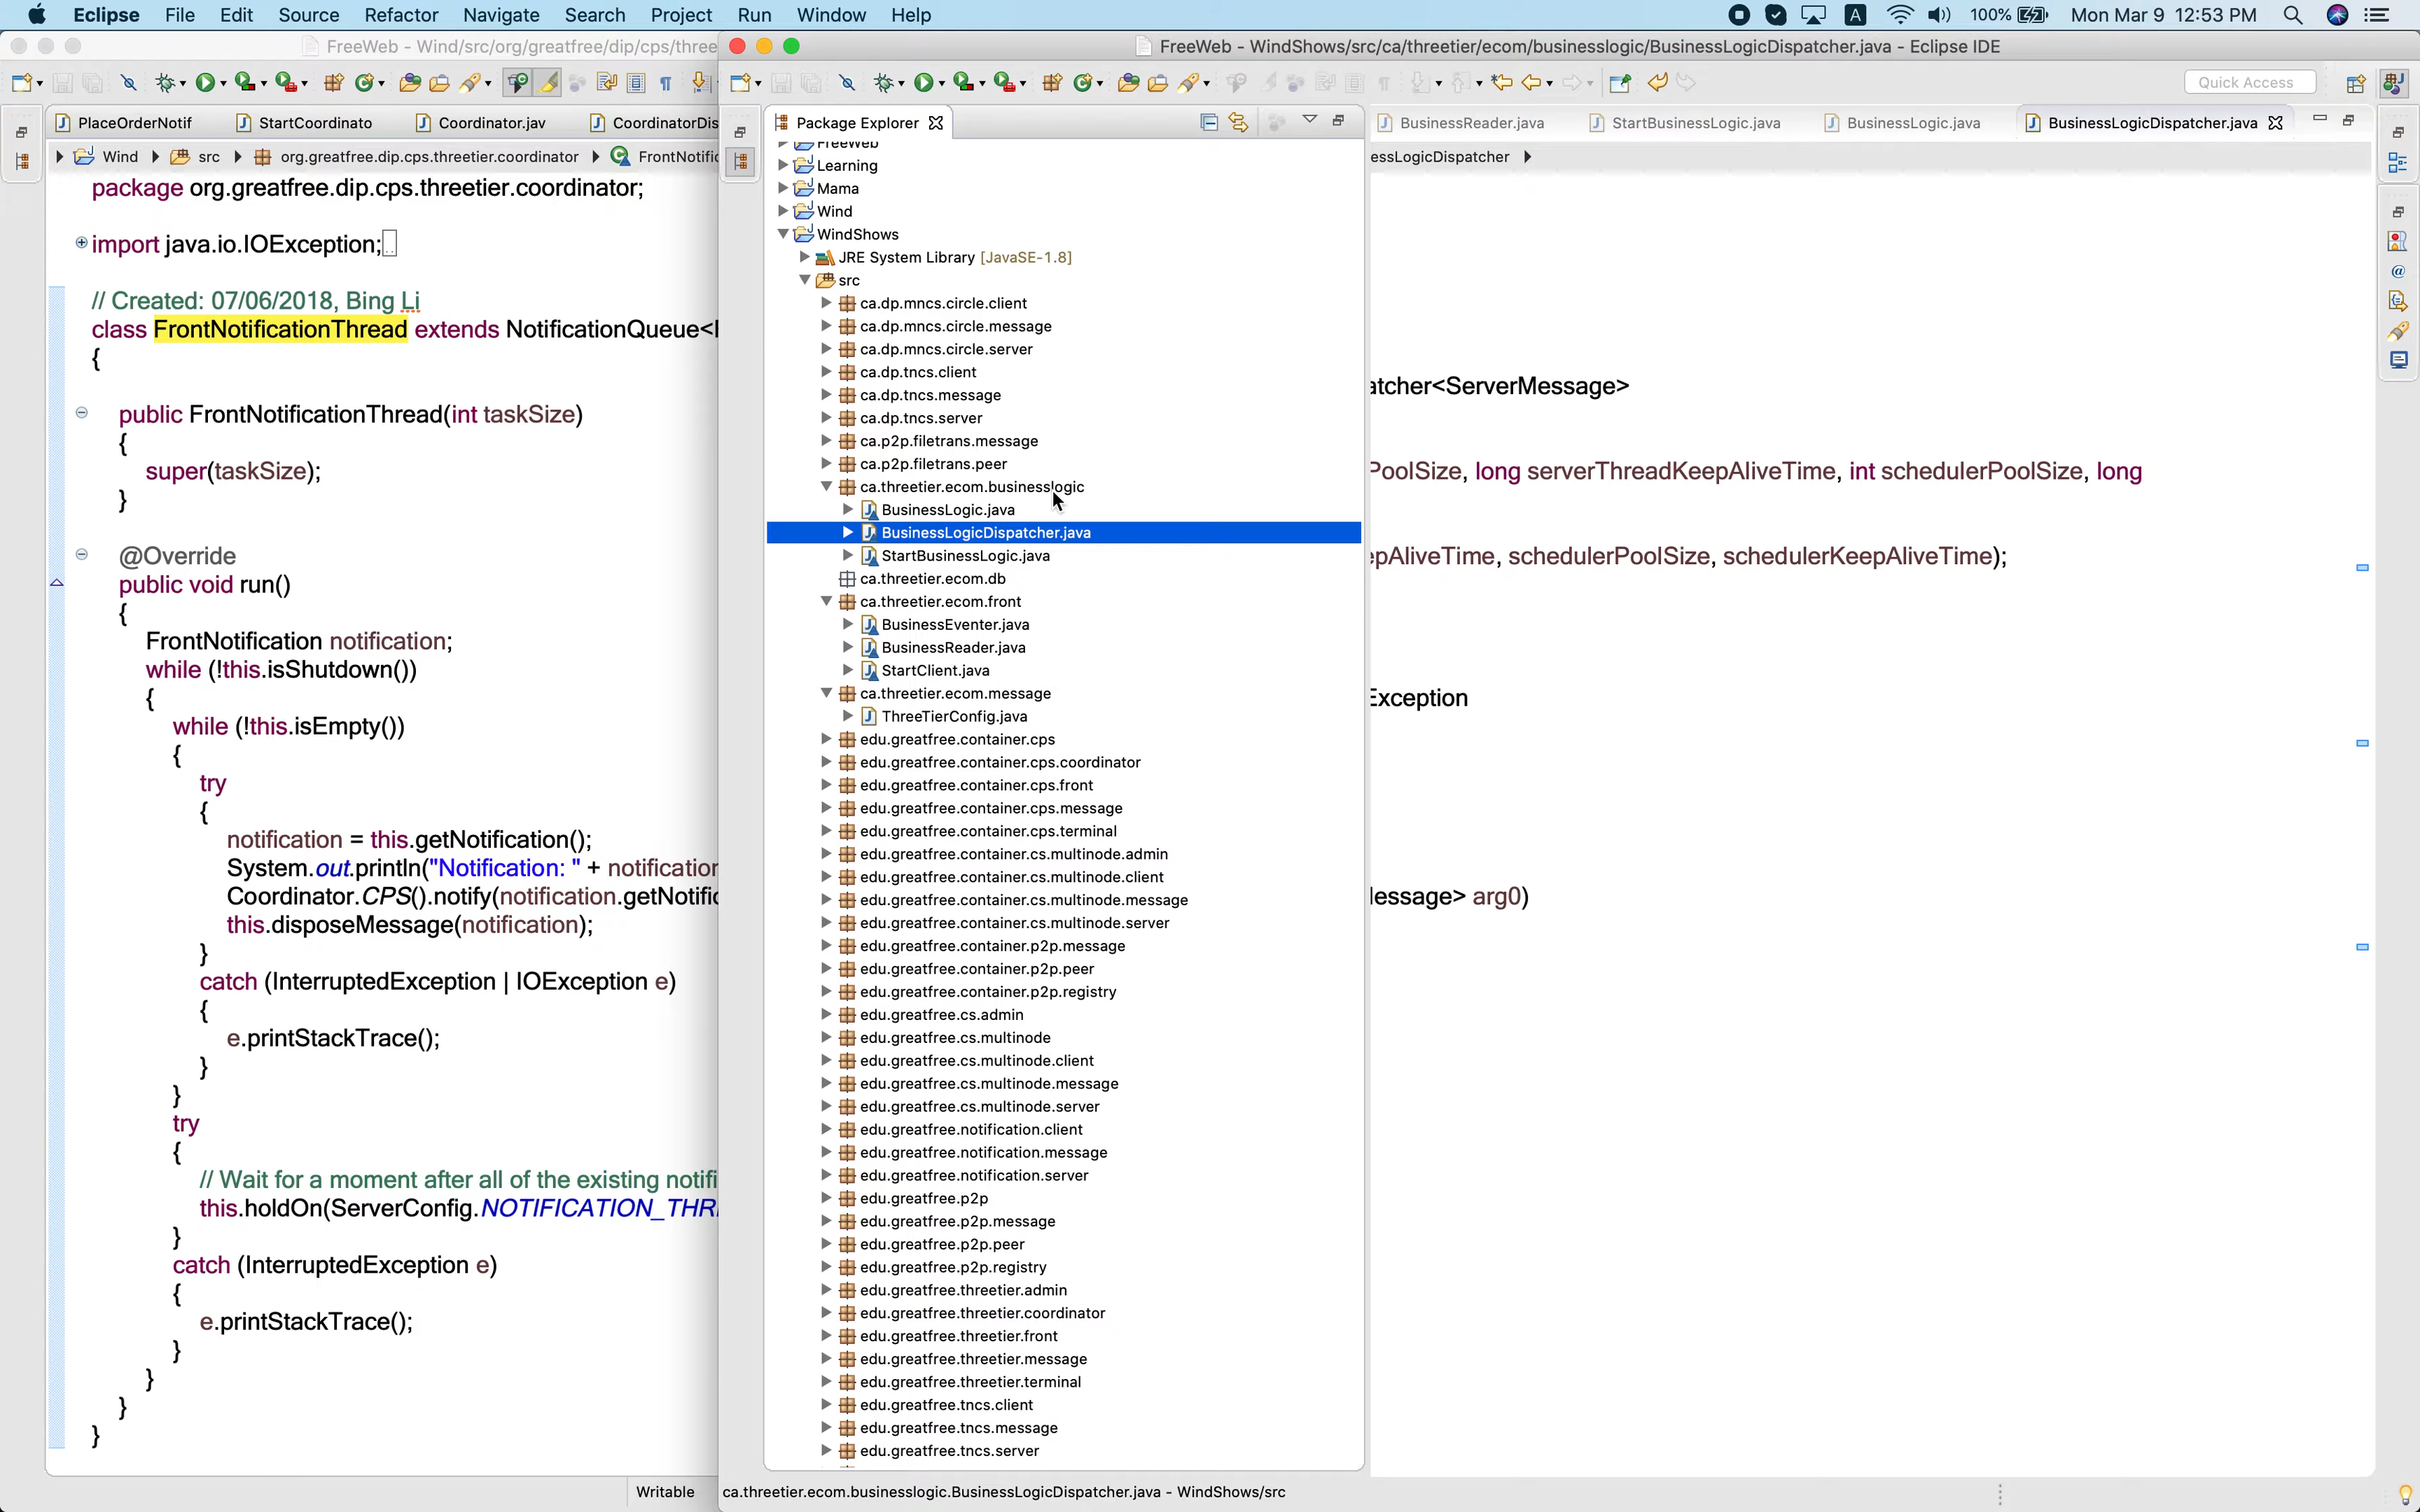 Eclipse File Edit Source Refactor Navigate Search Project Run Window Help
A 100% Mon Mar 9 12:53 PM
FreeWeb - Wind/src/org/greatfree/dip/cps/three
PlaceOrderNotif StartCoordinato Coordinator.jav CoordinatorDis
Wind src org.greatfree.dip.cps.threetier.coordinator FrontNotific
package org.greatfree.dip.cps.threetier.coordinator;
import java.io.IOException;
// Created: 07/06/2018, Bing Li
class FrontNotificationThread extends NotificationQueue<
{
public FrontNotificationThread(int taskSize)
{
super(taskSize);
}
@Override
public void run()
{
FrontNotification notification;
while (!this.isShutdown())
{
while (!this.isEmpty())
{
try
{
notification = this.getNotification();
System.out.println("Notification: " + notification
Coordinator.CPS().notify(notification.getNotific
this.disposeMessage(notification);
}
catch (InterruptedException | IOException e)
{
e.printStackTrace();
}
}
try
{
// Wait for a moment after all of the existing notifi
this.holdOn(ServerConfig.NOTIFICATION_THR
}
catch (InterruptedException e)
{
e.printStackTrace();
}
}
}
}
Writable
FreeWeb - WindShows/src/ca/threetier/ecom/businesslogic/BusinessLogicDispatcher.java - Eclipse IDE
Quick Access
Package Explorer
FreeWeb
Learning
Mama
Wind
WindShows
JRE System Library [JavaSE-1.8]
src
ca.dp.mncs.circle.client
ca.dp.mncs.circle.message
ca.dp.mncs.circle.server
ca.dp.tncs.client
ca.dp.tncs.message
ca.dp.tncs.server
ca.p2p.filetrans.message
ca.p2p.filetrans.peer
ca.threetier.ecom.businesslogic
BusinessLogic.java
BusinessLogicDispatcher.java
StartBusinessLogic.java
ca.threetier.ecom.db
ca.threetier.ecom.front
BusinessEventer.java
BusinessReader.java
StartClient.java
ca.threetier.ecom.message
ThreeTierConfig.java
edu.greatfree.container.cps
edu.greatfree.container.cps.coordinator
edu.greatfree.container.cps.front
edu.greatfree.container.cps.message
edu.greatfree.container.cps.terminal
edu.greatfree.container.cs.multinode.admin
edu.greatfree.container.cs.multinode.client
edu.greatfree.container.cs.multinode.message
edu.greatfree.container.cs.multinode.server
edu.greatfree.container.p2p.message
edu.greatfree.container.p2p.peer
edu.greatfree.container.p2p.registry
edu.greatfree.cs.admin
edu.greatfree.cs.multinode
edu.greatfree.cs.multinode.client
edu.greatfree.cs.multinode.message
edu.greatfree.cs.multinode.server
edu.greatfree.notification.client
edu.greatfree.notification.message
edu.greatfree.notification.server
edu.greatfree.p2p
edu.greatfree.p2p.message
edu.greatfree.p2p.peer
edu.greatfree.p2p.registry
edu.greatfree.threetier.admin
edu.greatfree.threetier.coordinator
edu.greatfree.threetier.front
edu.greatfree.threetier.message
edu.greatfree.threetier.terminal
edu.greatfree.tncs.client
edu.greatfree.tncs.message
edu.greatfree.tncs.server
BusinessReader.java StartBusinessLogic.java BusinessLogic.java BusinessLogicDispatcher.java
essLogicDispatcher
atcher<ServerMessage>
PoolSize, long serverThreadKeepAliveTime, int schedulerPoolSize, long
epAliveTime, schedulerPoolSize, schedulerKeepAliveTime);
Exception
lessage> arg0)
ca.threetier.ecom.businesslogic.BusinessLogicDispatcher.java - WindShows/src